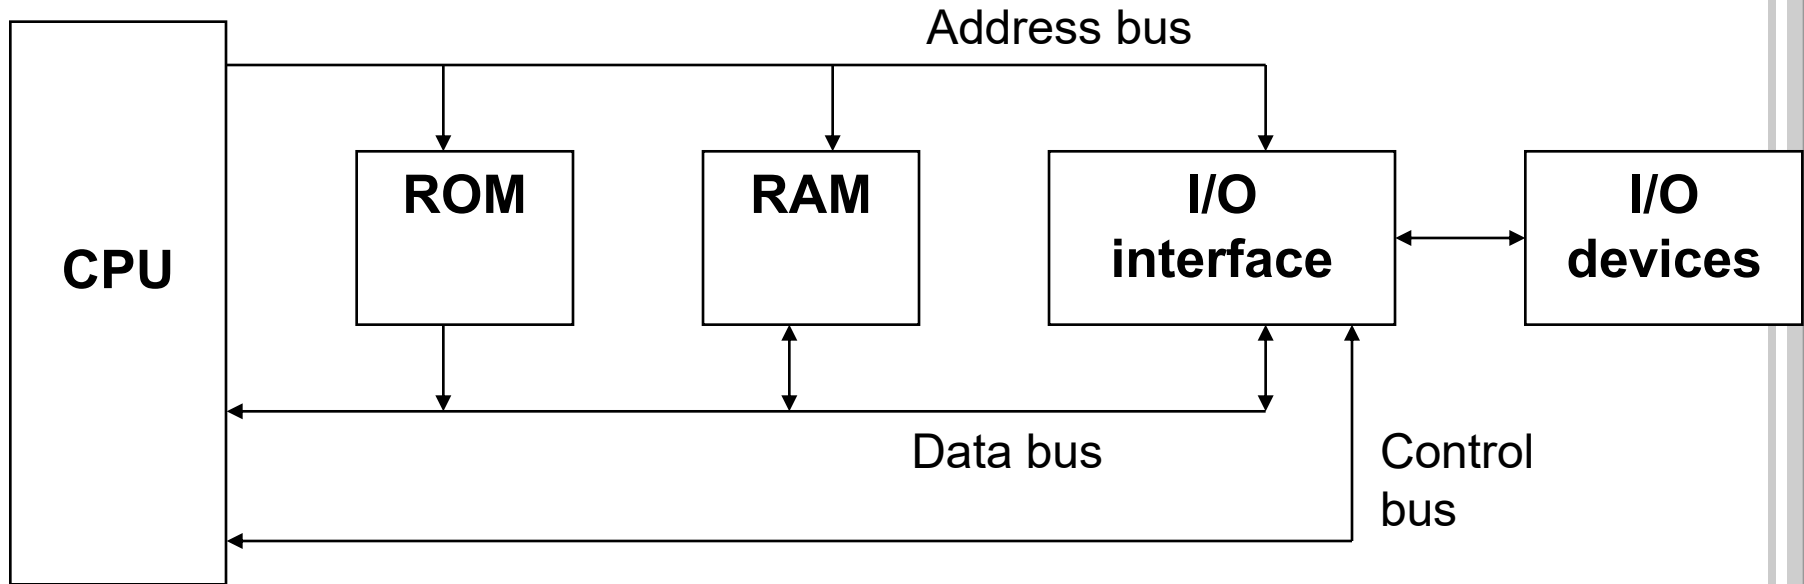 Address bus
CPU
ROM
RAM
I/O
interface
I/O
devices
Data bus
Control
bus